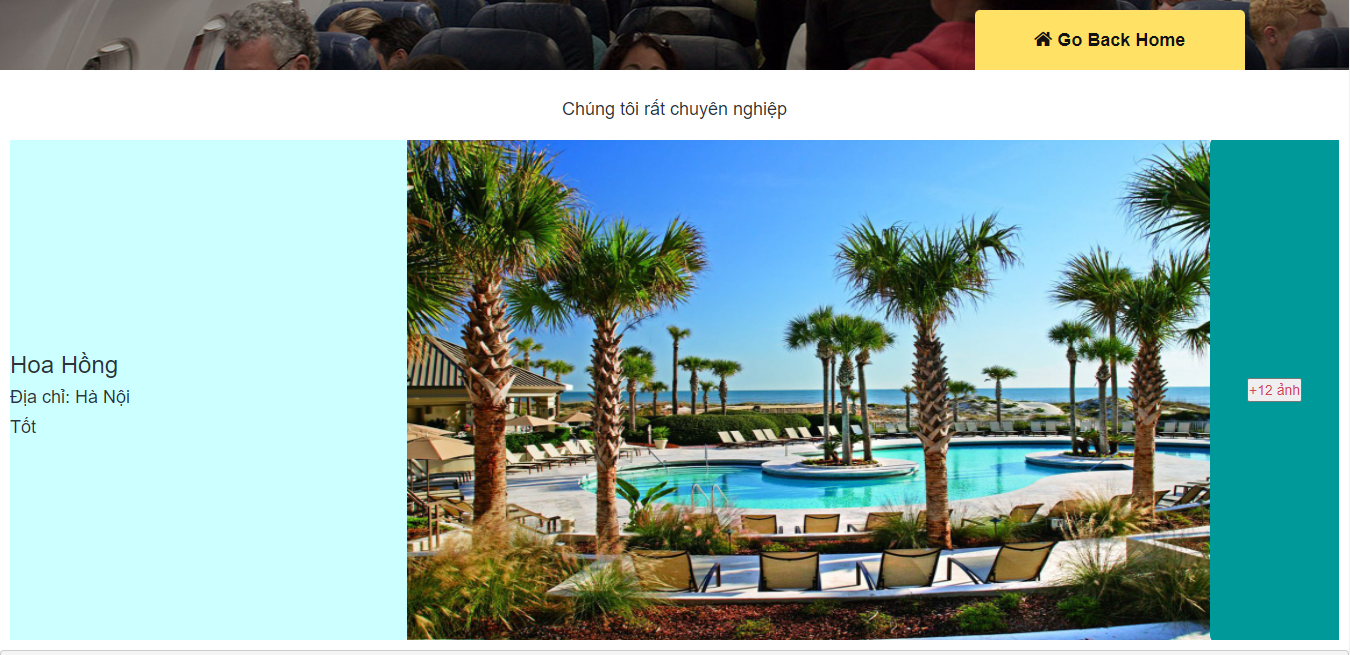 Go Back Home
Chúng tôi rất chuyên nghiệp
Hoa Hồng
Địa chỉ: Hà Nội
Tốt
+12 ảnh